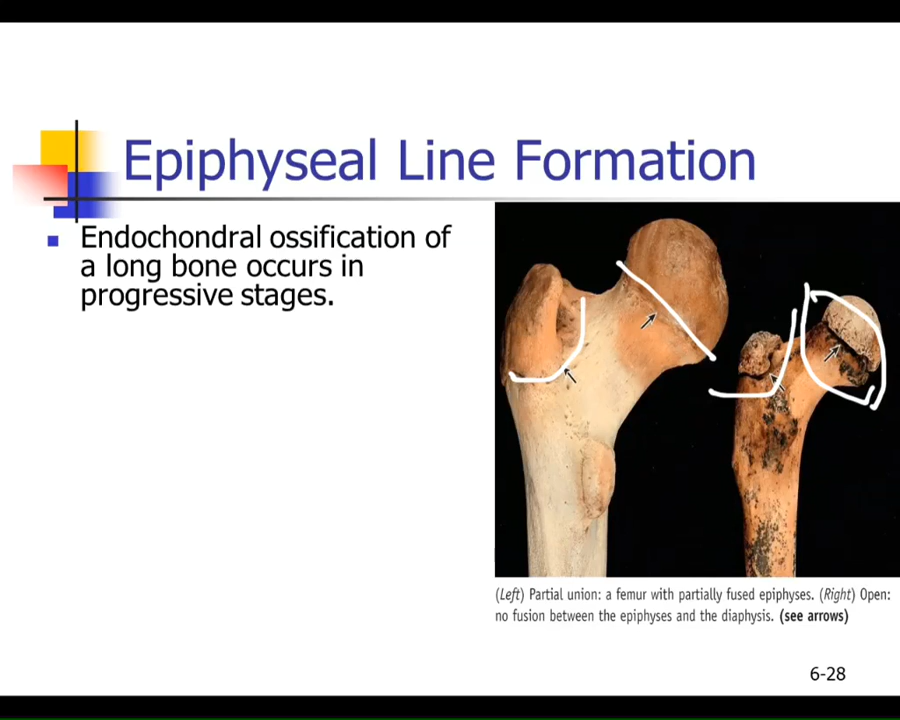 Epiphyseal Line Formation
Endochondral ossification of
a long bone occurs in
progressive stages.
(Left) Partial union: a femur with partially fused epiphyses. (Right) Open:
no fusion between the epiphyses and the diaphysis. (see arrows)
6-28